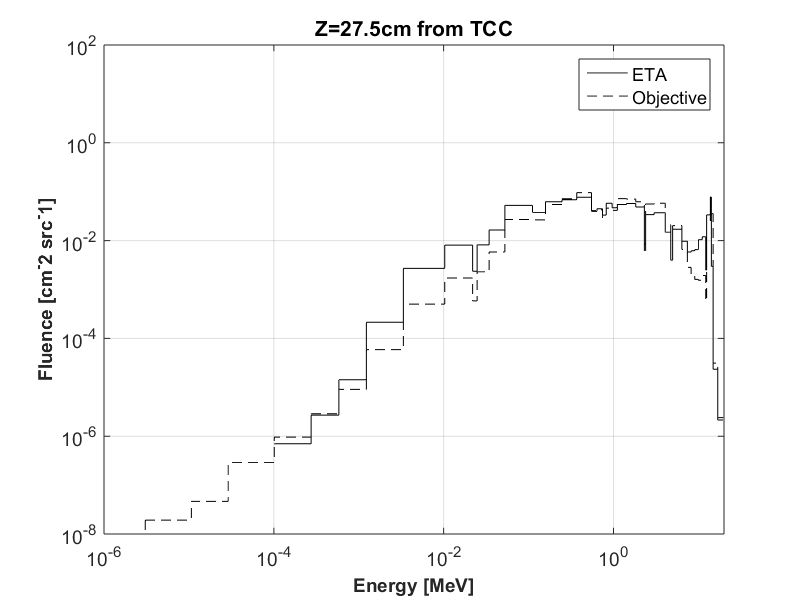 Z=27.5cm from TCC
ETA
Objective
10^2
10^0
10^-2
10^-4
10^-6
10^-8
Fluence [cm^-2 src^-1]
10^-6
10^-4
10^-2
10^0
Energy [MeV]